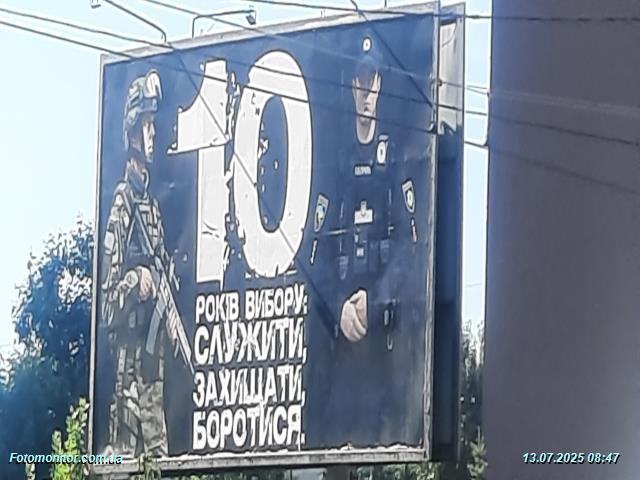 10
РОКІВ ВИБОРУ:
СЛУЖИТИ,
ЗАХИЩАТИ,
БОРОТИСЯ.
Fotomonitor.com.ua
13.07.2025 08:47